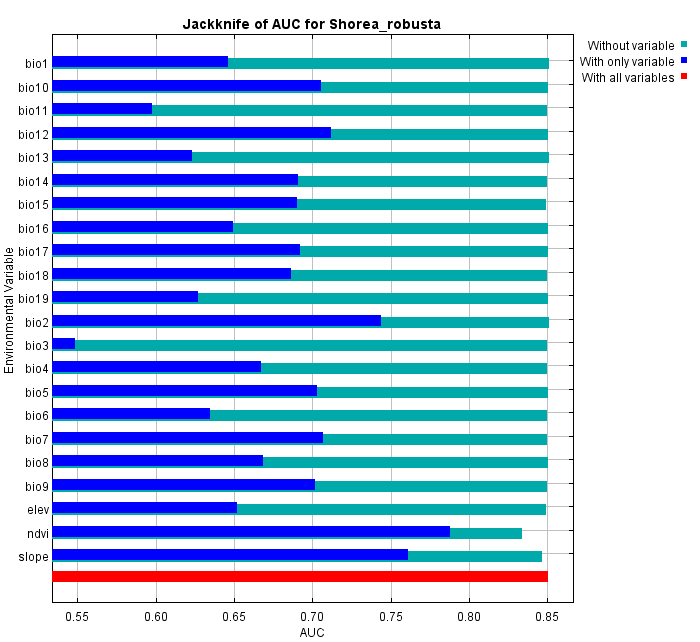 Jackknife of AUC for Shorea_robusta
Without variable
With only variable
With all variables
Environmental Variable
bio1
bio10
bio11
bio12
bio13
bio14
bio15
bio16
bio17
bio18
bio19
bio2
bio3
bio4
bio5
bio6
bio7
bio8
bio9
elev
ndvi
slope
0.55 0.60 0.65 0.70 0.75 0.80 0.85
AUC